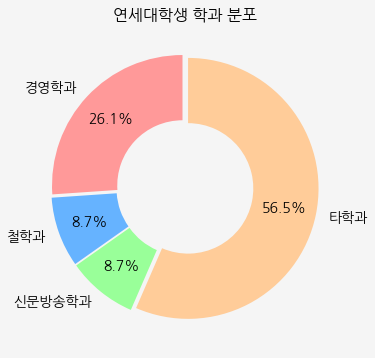 연세대학생 학과 분포
경영학과
26.1%
철학과
8.7%
신문방송학과
8.7%
56.5%
타학과